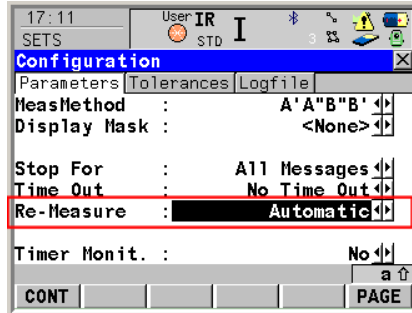 17:11
User IR
SETS
STD I
3
Configuration
Parameters Tolerances Logfile
MeasMethod : A'A"B"B'
Display Mask : <None>
Stop For : All Messages
Time Out : No Time Out
Re-Measure : Automatic
Timer Monit. : No
a
CONT PAGE